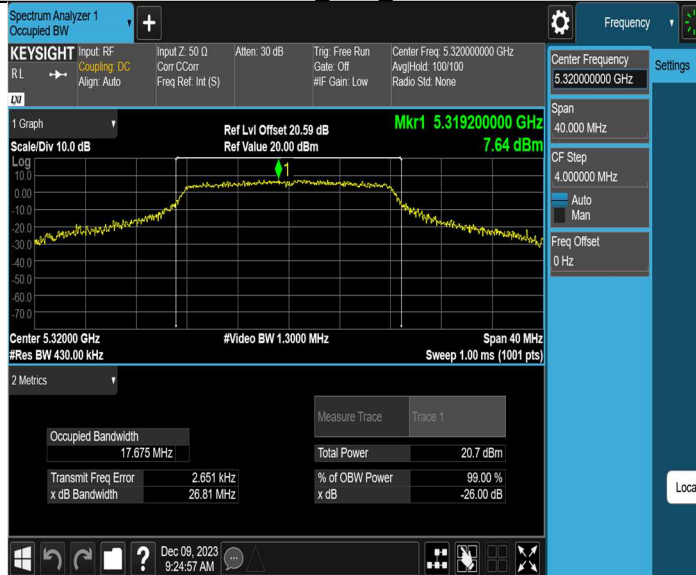 Spectrum Analyzer 1
Occupied BW
+
Frequency
KEYSIGHT
RL
LXI
Input: RF
Coupling: DC
Align: Auto
Input Z: 50 Ω
Corr CCorr
Freq Ref: Int (S)
Atten: 30 dB
Trig: Free Run
Gate: Off
#IF Gain: Low
Center Freq: 5.320000000 GHz
Avg|Hold: 100/100
Radio Std: None
Center Frequency
5.320000000 GHz
Settings
Span
40.000 MHz
CF Step
4.000000 MHz
Auto
Man
Freq Offset
0 Hz
1 Graph
Scale/Div 10.0 dB
Ref Lvl Offset 20.59 dB
Ref Value 20.00 dBm
Mkr1 5.319200000 GHz
7.64 dBm
Log
10.0
0.00
-10.0
-20.0
-30.0
-40.0
-50.0
-60.0
-70.0
1
Center 5.32000 GHz
#Res BW 430.00 kHz
#Video BW 1.3000 MHz
Span 40 MHz
Sweep 1.00 ms (1001 pts)
2 Metrics
Measure Trace
Trace 1
Occupied Bandwidth
17.675 MHz
Total Power
20.7 dBm
Transmit Freq Error
2.651 kHz
% of OBW Power
99.00 %
x dB Bandwidth
26.81 MHz
x dB
-26.00 dB
Loca
?
Dec 09, 2023
9:24:57 AM